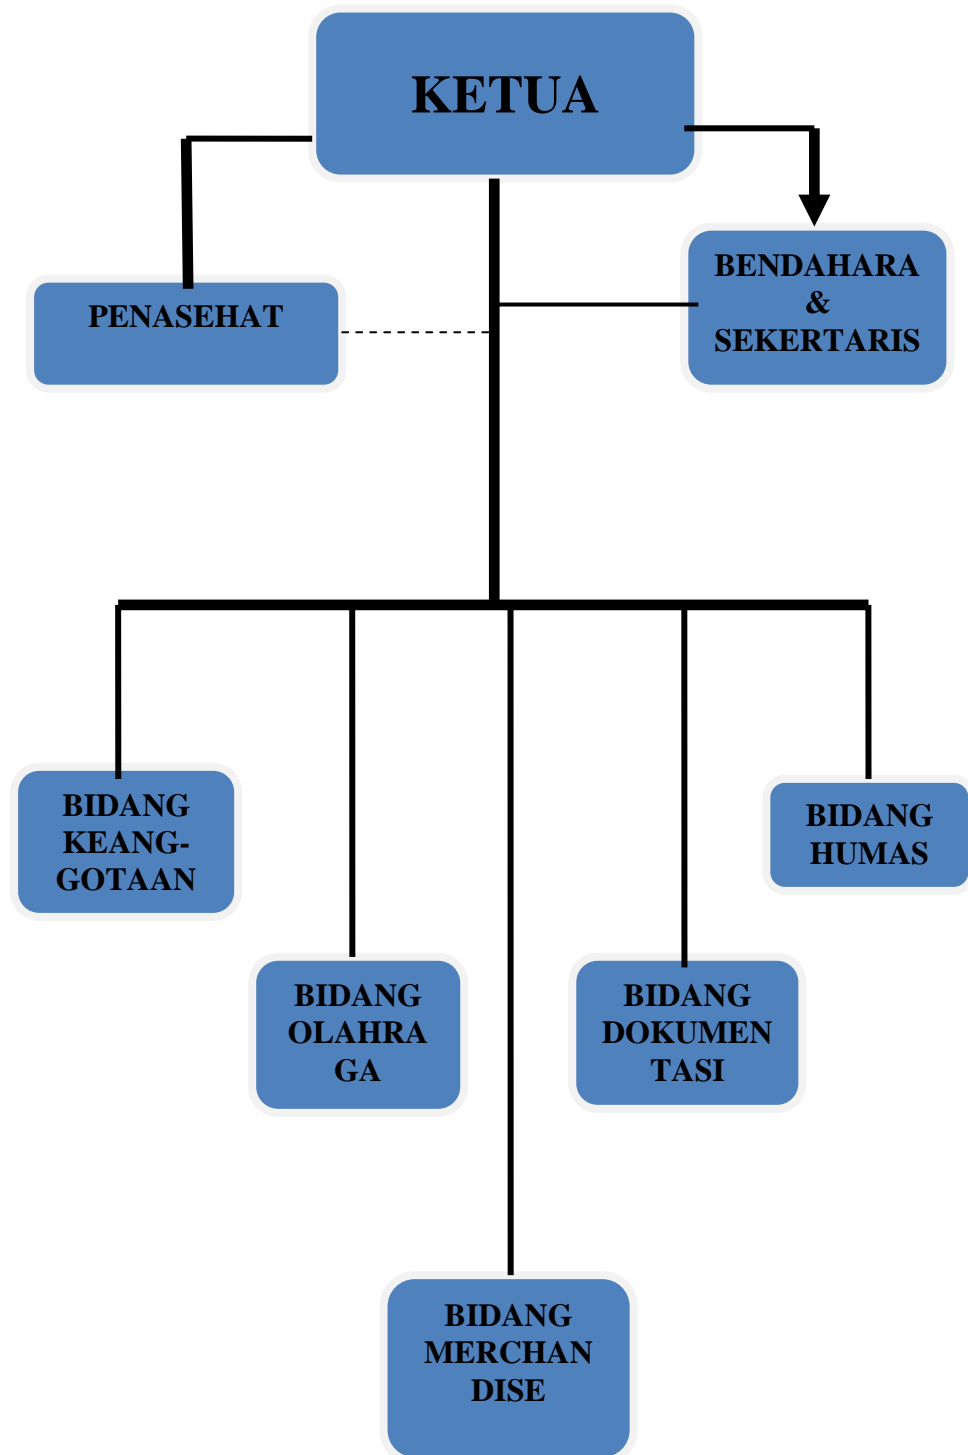 KETUA
PENASEHAT
BENDAHARA
&
SEKERTARIS
BIDANG
KEANG-
GOTAAN
BIDANG
HUMAS
BIDANG
OLAHRA
GA
BIDANG
DOKUMEN
TASI
BIDANG
MERCHAN
DISE